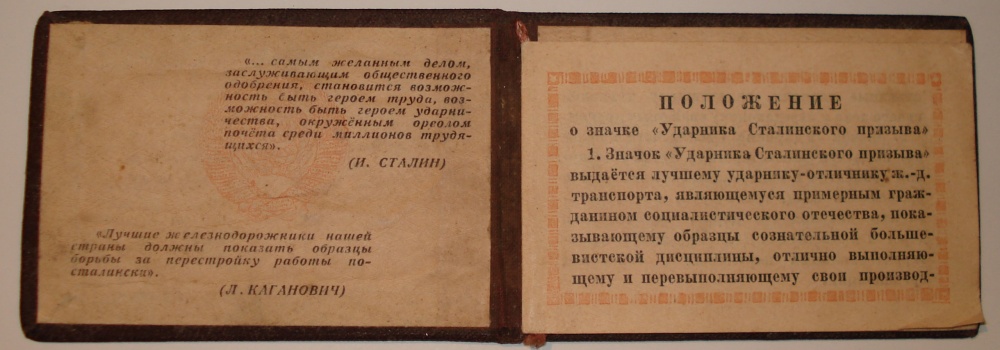 «... самым желанным делом,
заслуживающим общественного
одобрения, становится возмож-
ность быть героем труда, воз-
можность быть героем ударни-
чества, окружённым ореолом
почёта среди миллионов трудя-
щихся».
(И. СТАЛИН)
«Лучшие железнодорожники нашей
страны должны показать образцы
борьбы за перестройку работы по-
сталински».
(Л. КАГАНОВИЧ)
ПОЛОЖЕНИЕ
о значке «Ударника Сталинского призыва»
1. Значок «Ударника Сталинского призыва»
выдаётся лучшему ударнику-отличнику ж.-д.
транспорта, являющемуся примерным граж-
данином социалистического отечества, пока-
зывающему образцы сознательной больше-
вистской дисциплины, отлично выполняю-
щему и перевыполняющему свои производ-